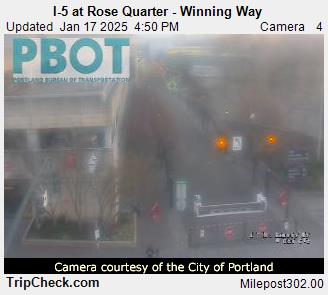 I-5 at Rose Quarter - Winning Way
Updated Jan 17 2025 4:50 PM Camera 4
PBOT
PORTLAND BUREAU OF TRANSPORTATION
Camera courtesy of the City of Portland
TripCheck.com Milepost302.00